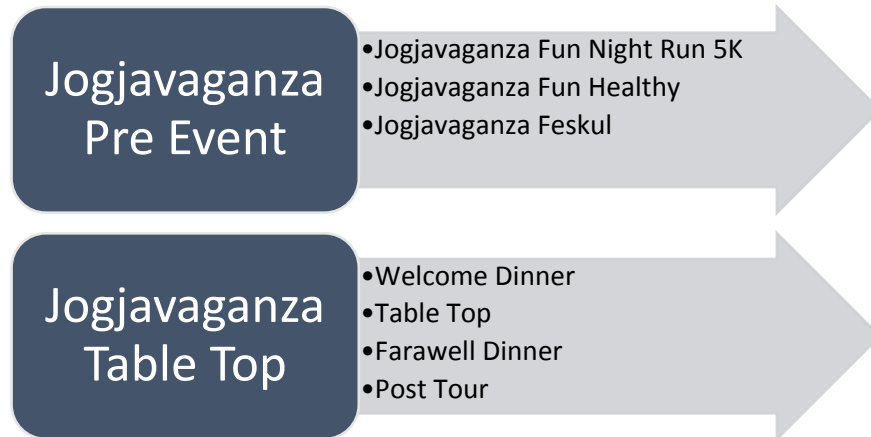 Jogjavaganza
Pre Event
•Jogjavaganza Fun Night Run 5K
•Jogjavaganza Fun Healthy
•Jogjavaganza Feskul
Jogjavaganza
Table Top
•Welcome Dinner
•Table Top
•Farawell Dinner
•Post Tour